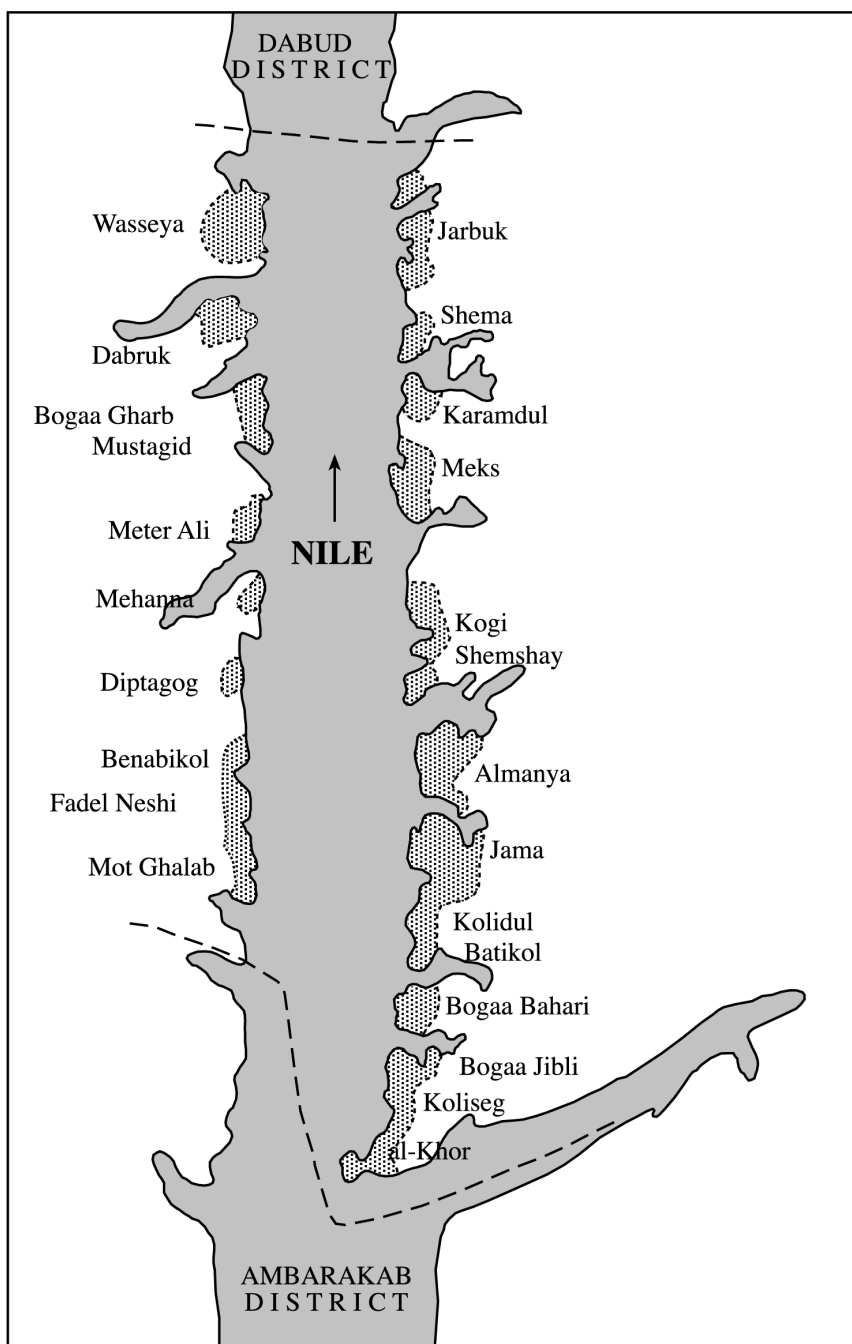 DABUD
DISTRICT
Wasseya
Jarbuk
Shema
Dabruk
Bogaa Gharb
Karamdul
Mustagid
Meks
Meter Ali
NILE
Mehanna
Kogi
Shemshay
Diptagog
Benabikol
Almanya
Fadel Neshi
Jama
Mot Ghalab
Kolidul
Batikol
Bogaa Bahari
Bogaa Jibli
Koliseg
al-Khor
AMBARAKAB
DISTRICT